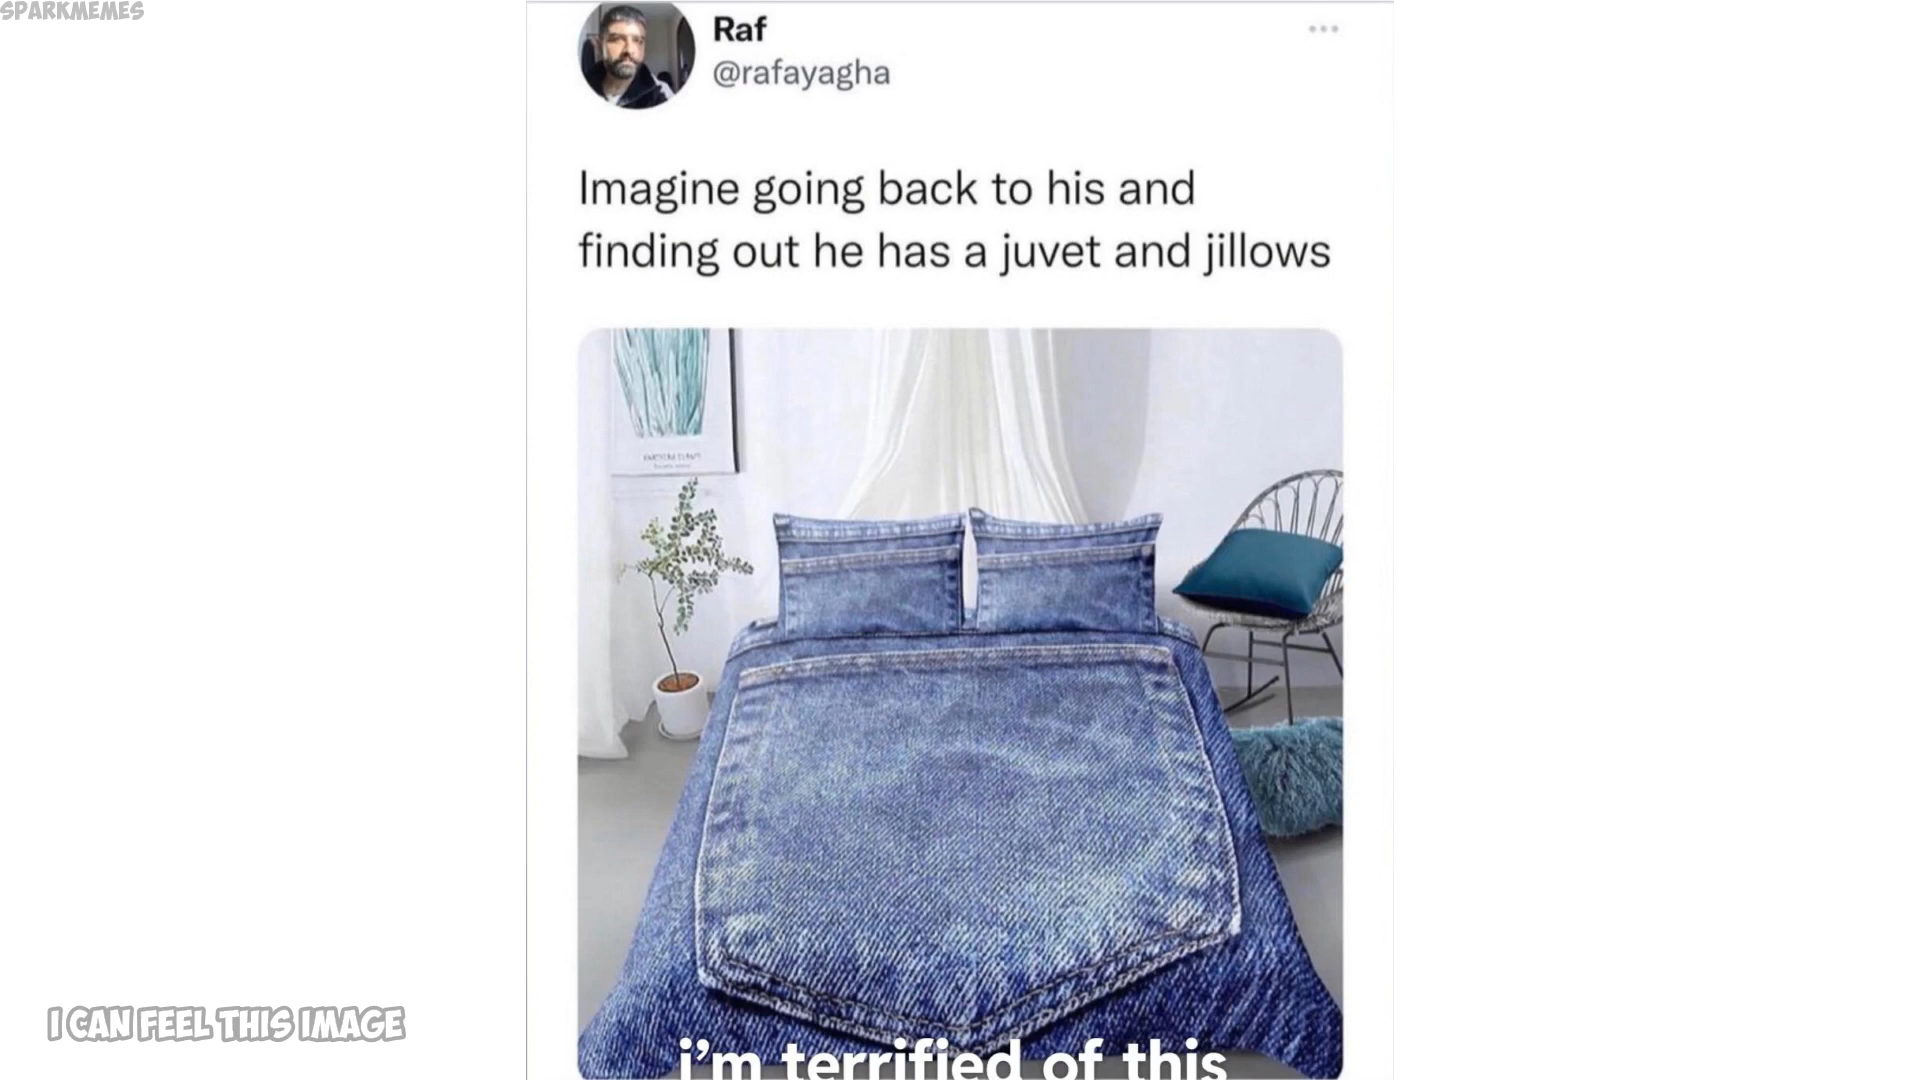 SPARKMEMES
Raf
@rafayagha
Imagine going back to his and
finding out he has a juvet and jillows
I CAN FEEL THIS IMAGE
i'm terrified of this